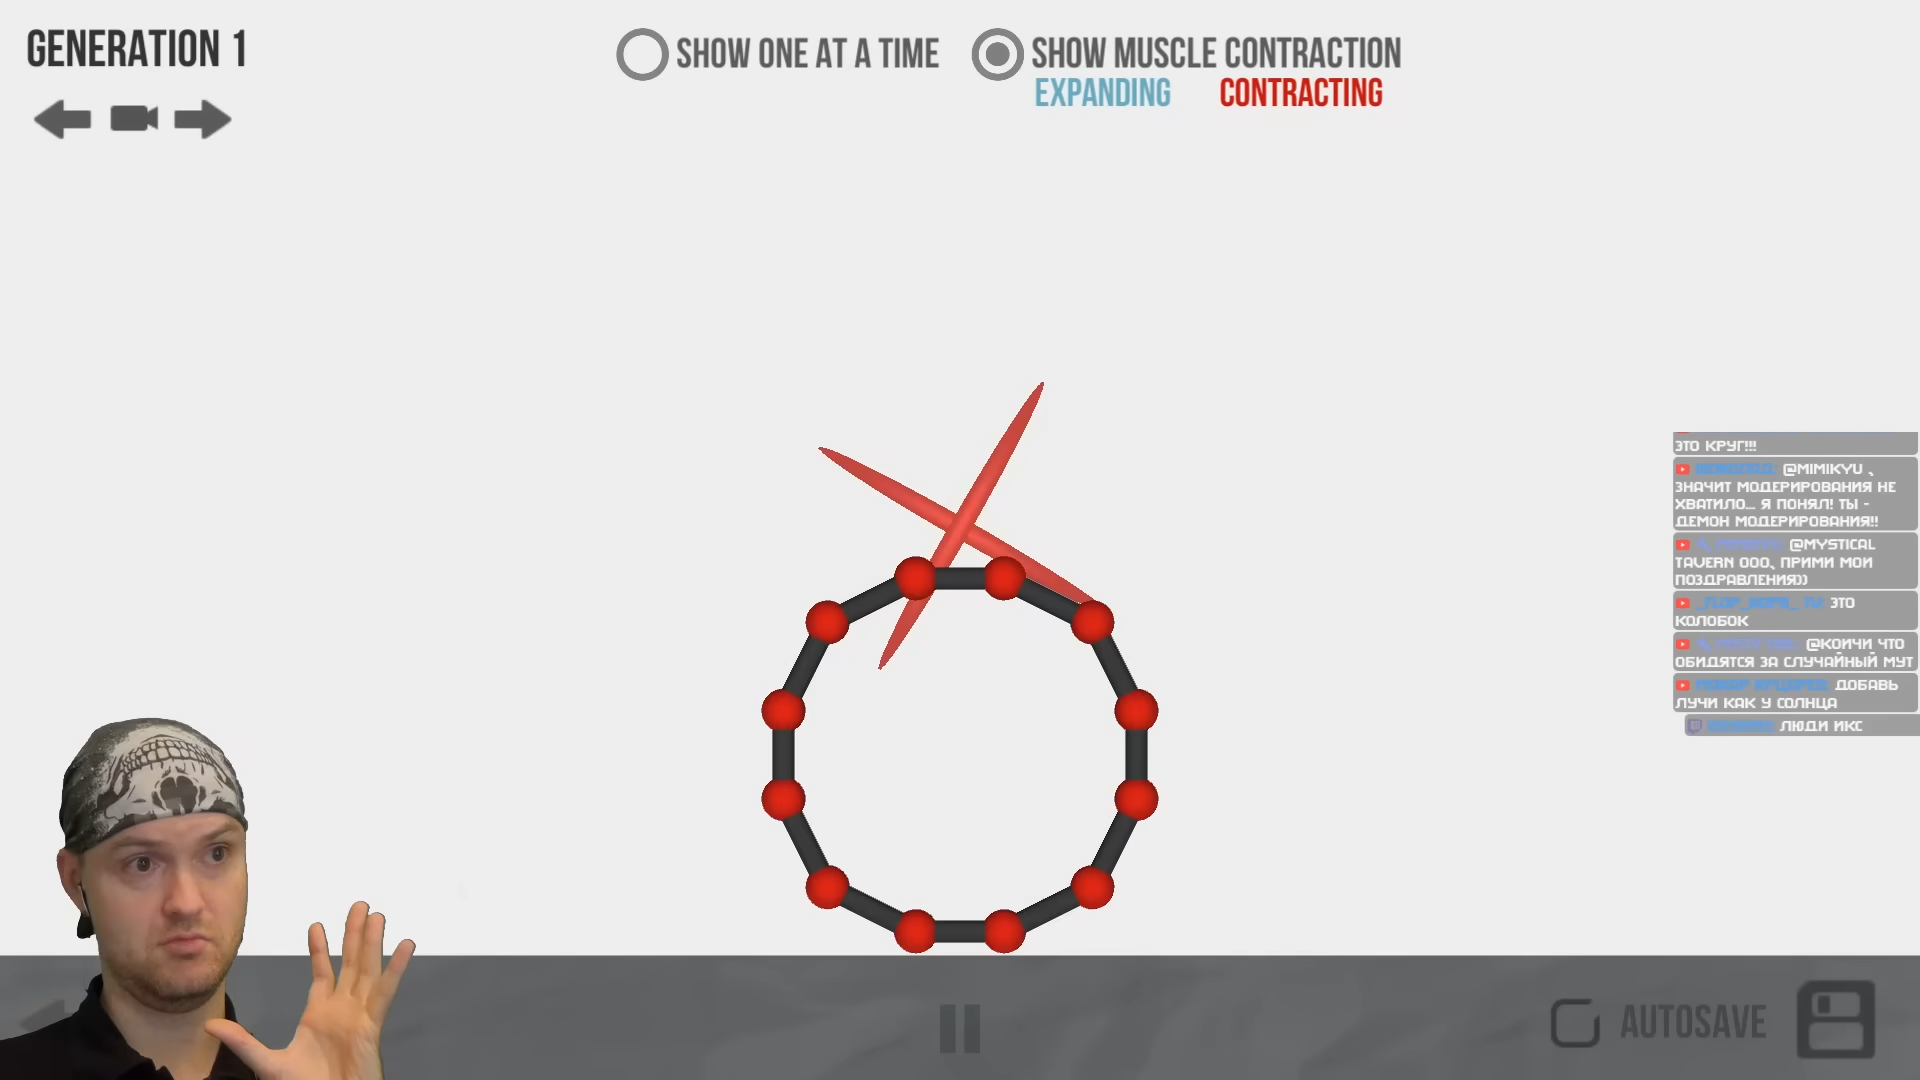 GENERATION 1
SHOW ONE AT A TIME
SHOW MUSCLE CONTRACTION
EXPANDING CONTRACTING
ЭТО КРУГ!!!
@MIMIKYU ,
ЗНАЧИТ МОДЕРИРОВАНИЯ НЕ
ХВАТИЛО... Я ПОНЯЛ! ТЫ -
ДЕМОН МОДЕРИРОВАНИЯ!!
@MYSTICAL
TAVERN ООО, ПРИМИ МОИ
ПОЗДРАВЛЕНИЯ))
ЭТО
КОЛОБОК
@КОИЧИ ЧТО
ОБИДЯТСЯ ЗА СЛУЧАЙНЫЙ МУТ
ДОБАВЬ
ЛУЧИ КАК У СОЛНЦА
ЛЮДИ ИКС
AUTOSAVE